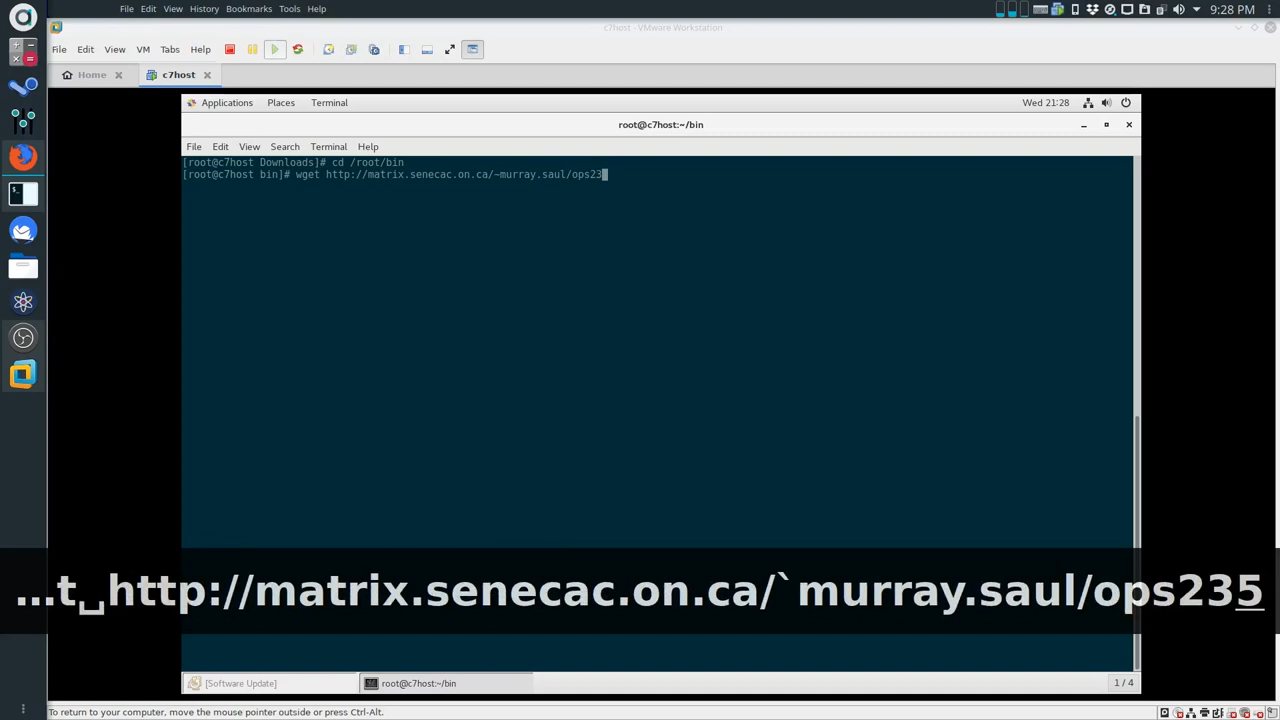 File Edit View History Bookmarks Tools Help
9:28 PM
c7host - VMware Workstation
File Edit View VM Tabs Help
Home
c7host
Applications Places Terminal
Wed 21:28
root@c7host:~/bin
File Edit View Search Terminal Help
[root@c7host Downloads]# cd /root/bin
[root@c7host bin]# wget http://matrix.senecac.on.ca/~murray.saul/ops23
...t␣http://matrix.senecac.on.ca/`murray.saul/ops235
[Software Update]
root@c7host:~/bin
1 / 4
To return to your computer, move the mouse pointer outside or press Ctrl-Alt.